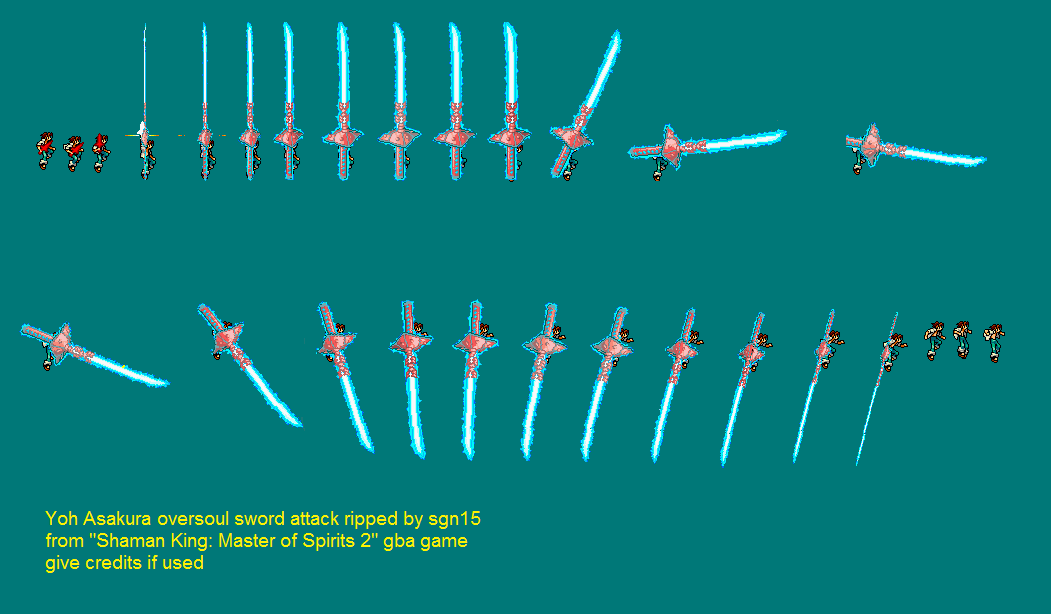 Yoh Asakura oversoul sword attack ripped by sgn15
from "Shaman King: Master of Spirits 2" gba game
give credits if used